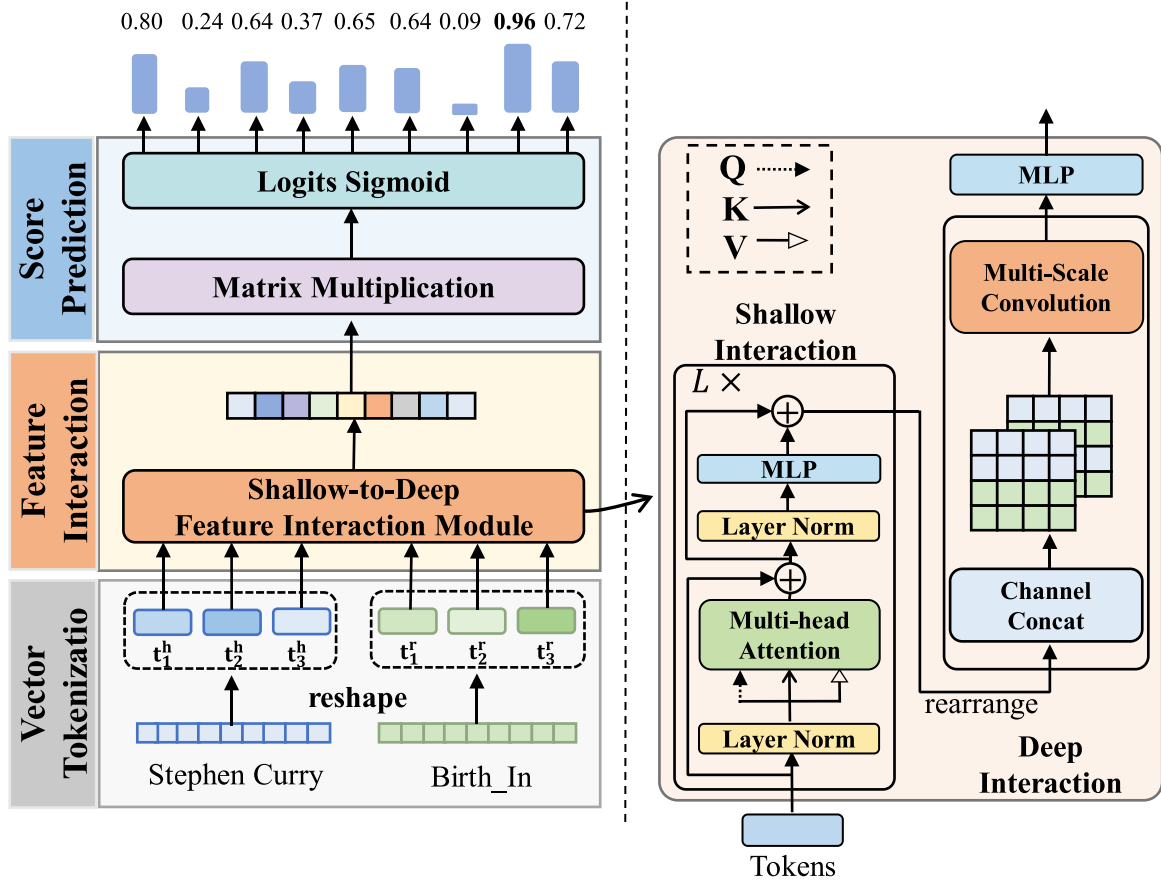 0.80 0.24 0.64 0.37 0.65 0.64 0.09 0.96 0.72
Score
Prediction
Logits Sigmoid
Matrix Multiplication
Feature
Interaction
Shallow-to-Deep
Feature Interaction Module
Vector
Tokenizatio
t₁ʰ t₂ʰ t₃ʰ t₁ʳ t₂ʳ t₃ʳ
reshape
Stephen Curry
Birth_In
Q
K
V
Shallow
Interaction
L ×
MLP
Layer Norm
Multi-head
Attention
Layer Norm
Tokens
MLP
Multi-Scale
Convolution
Channel
Concat
rearrange
Deep
Interaction